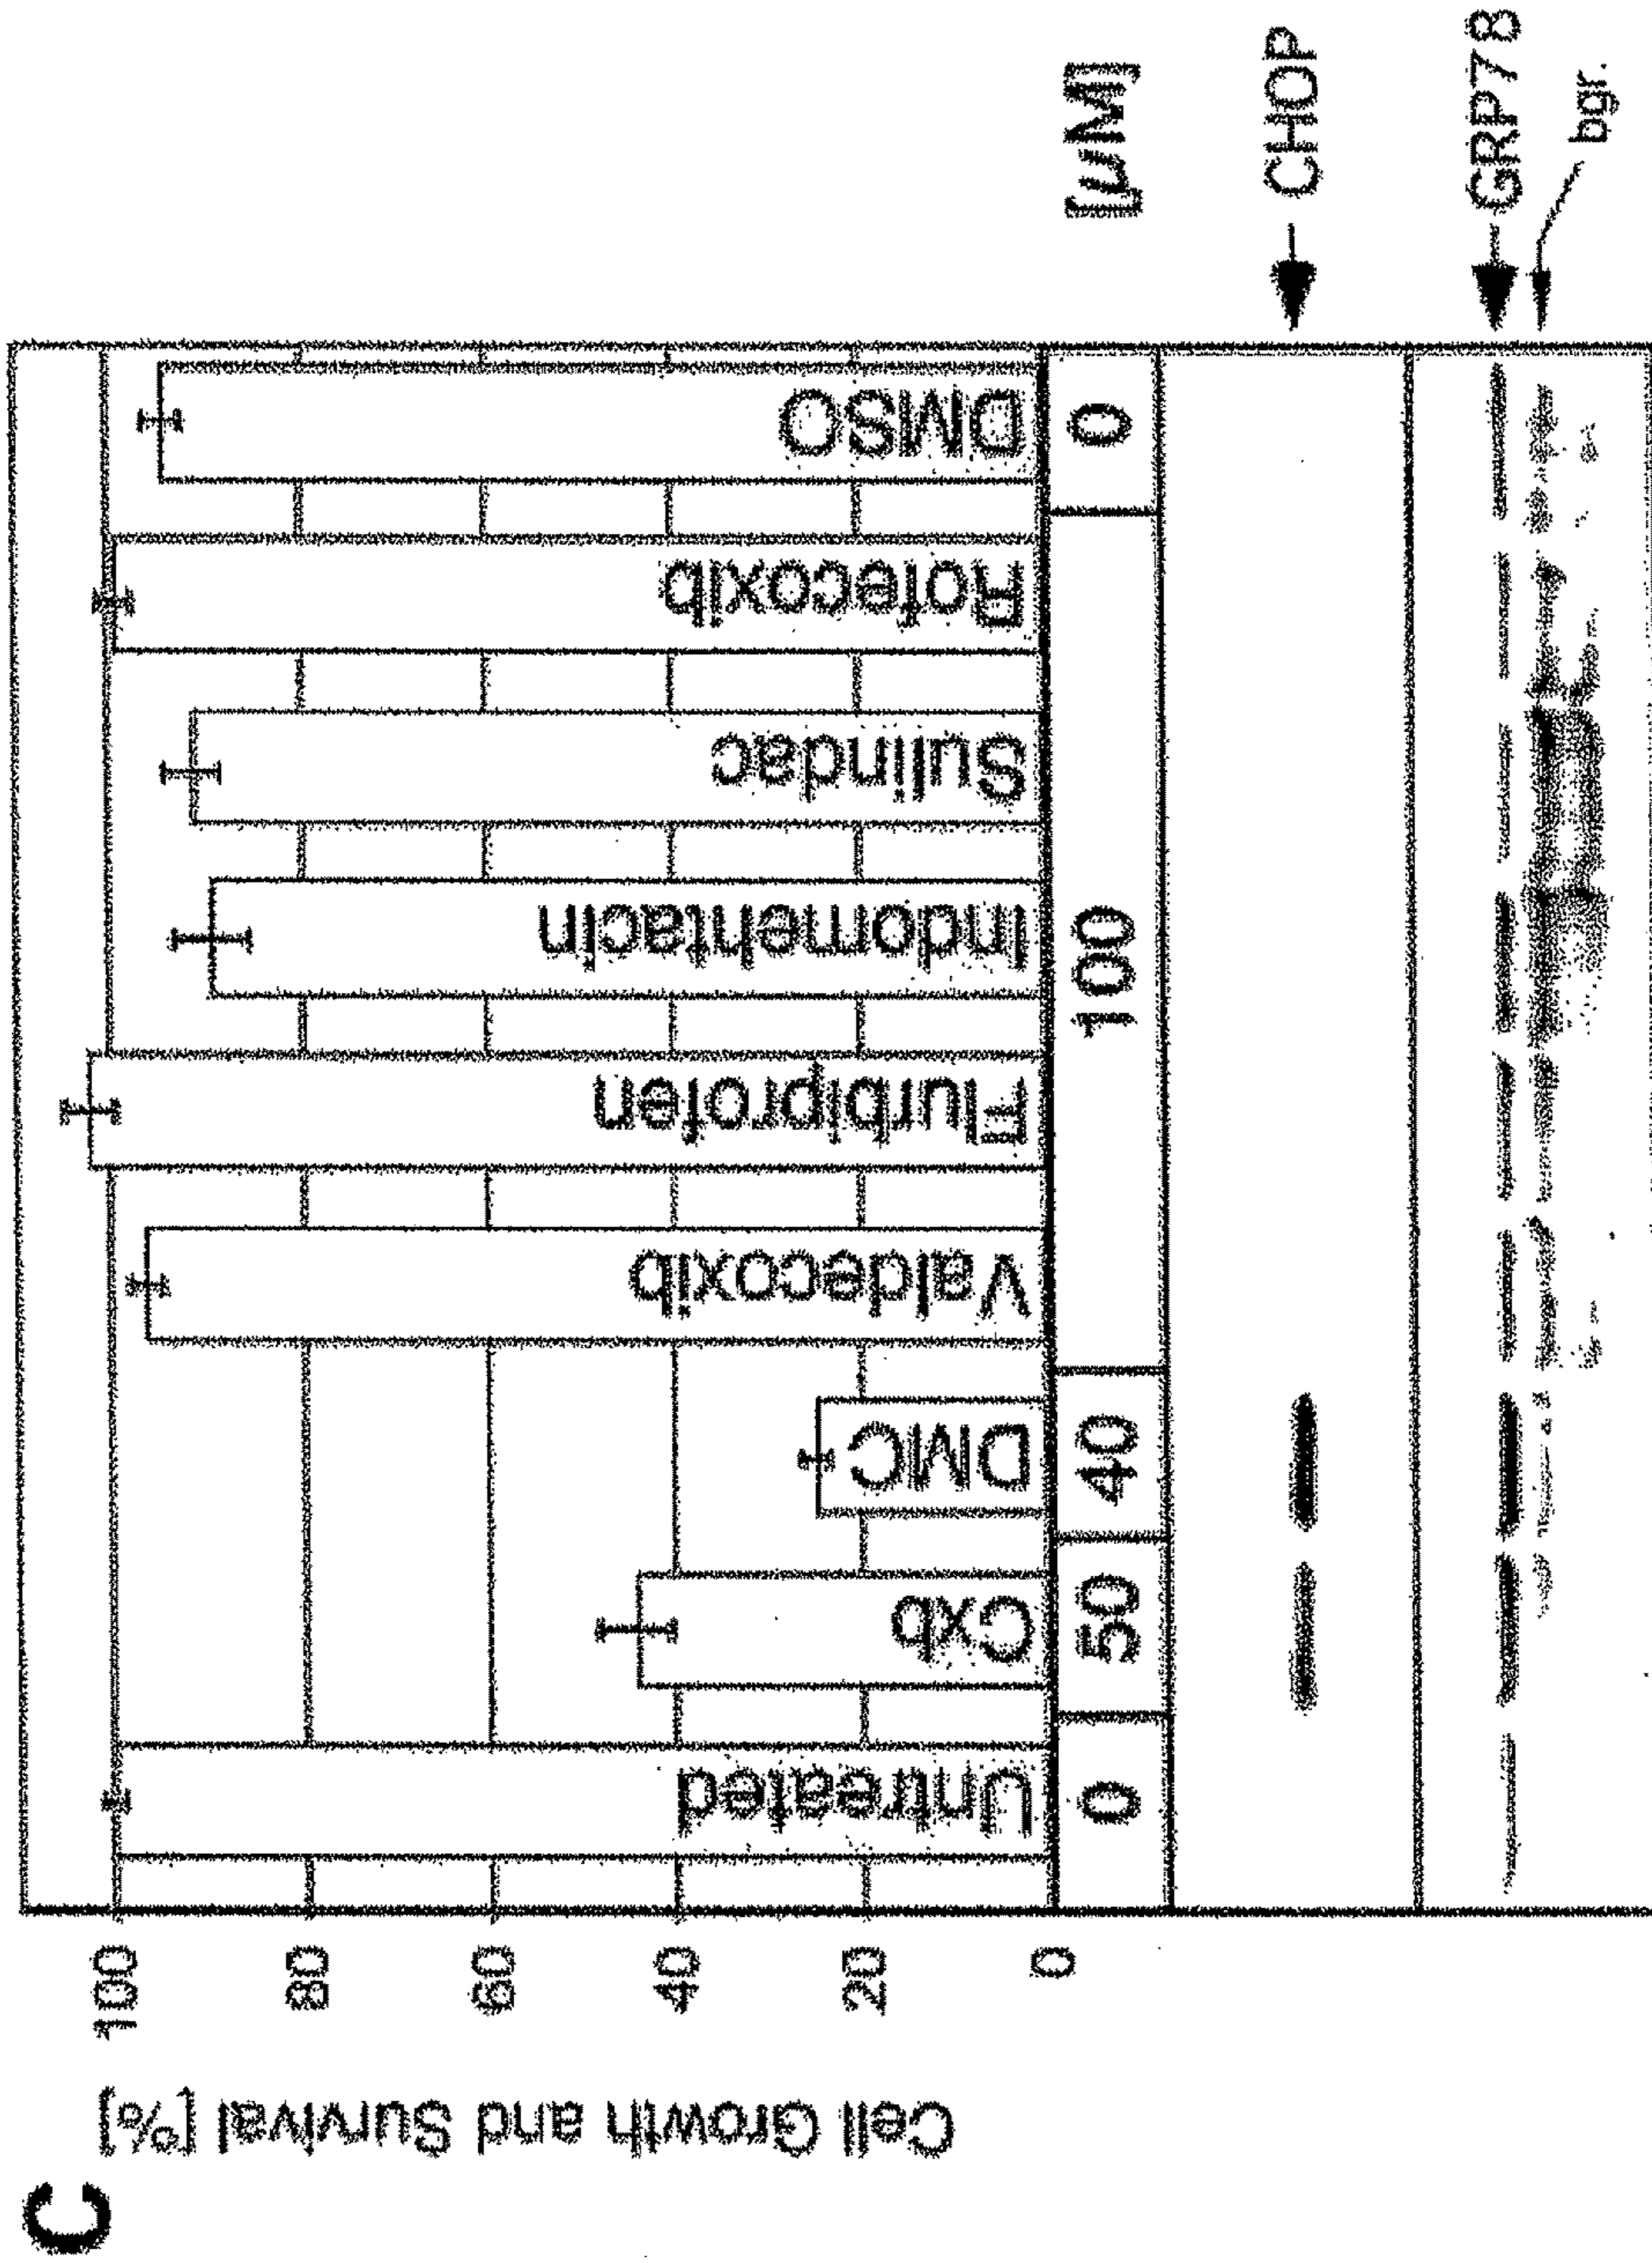 C
Cell Growth and Survival [%]
100
80
60
40
20
0
Untreated
Cxb
DMC
Valdecoxib
Flurbiprofen
Indomehtacin
Sulindac
Rofecoxib
DMSO
0
50
40
100
0
[µM]
CHOP
GRP78
bgr.